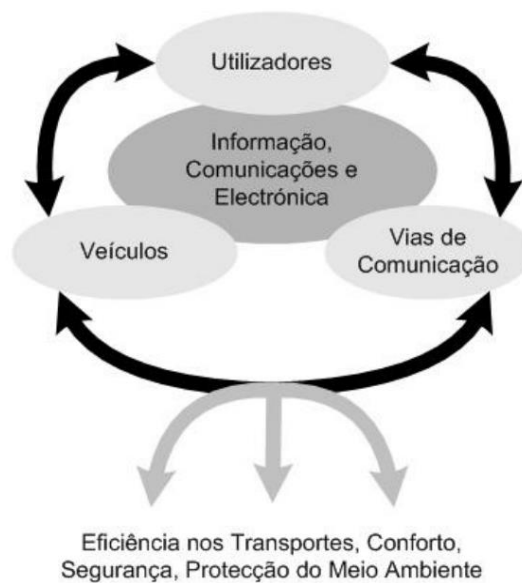 Utilizadores
Informação,
Comunicações e
Electrónica
Veículos
Vias de
Comunicação
Eficiência nos Transportes, Conforto,
Segurança, Protecção do Meio Ambiente